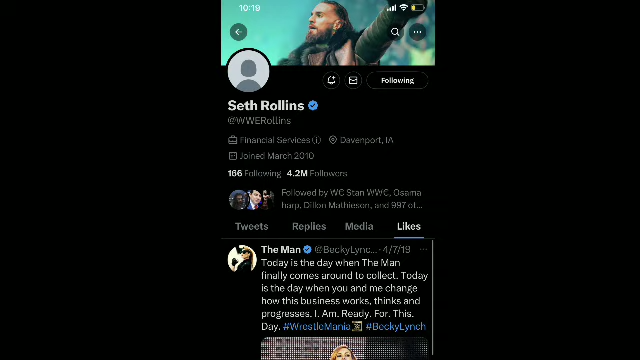 10:19
Following
Seth Rollins
@WWERollins
Financial Services Davenport, IA
Joined March 2010
166 Following 4.2M Followers
Followed by WC Stan WWC, Osama
harp, Dillon Mathieson, and 997 ot...
Tweets Replies Media Likes
The Man @BeckyLync... · 4/7/19
Today is the day when The Man
finally comes around to collect. Today
is the day when you and me change
how this business works, thinks and
progresses. I. Am. Ready. For. This.
Day. #WrestleMania #BeckyLynch